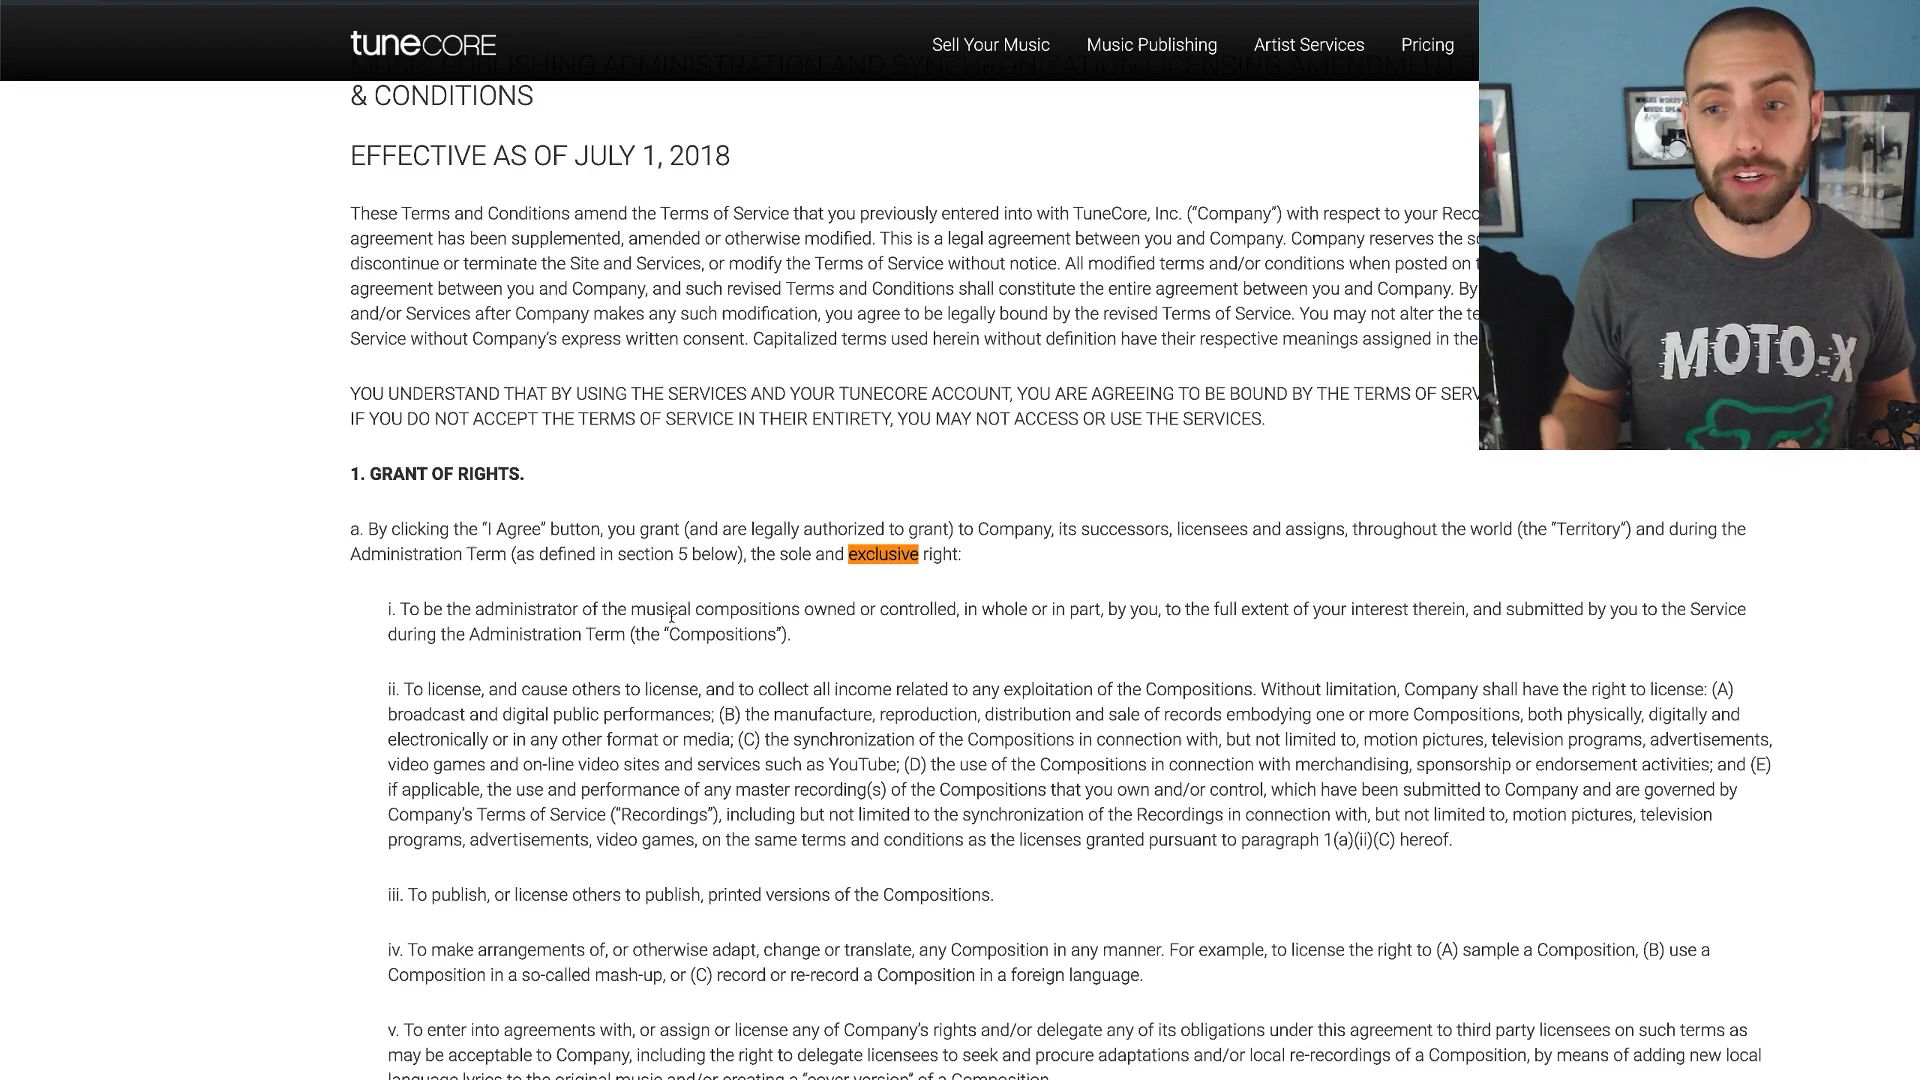 tunecore
Sell Your Music
Music Publishing
Artist Services
Pricing
MUSIC PUBLISHING ADMINISTRATION AND SYNCHRONIZATION LICENSING AMENDMENT
& CONDITIONS
EFFECTIVE AS OF JULY 1, 2018
These Terms and Conditions amend the Terms of Service that you previously entered into with TuneCore, Inc. (“Company”) with respect to your
agreement has been supplemented, amended or otherwise modified. This is a legal agreement between you and Company. Company reserves the
discontinue or terminate the Site and Services, or modify the Terms of Service without notice. All modified terms and/or conditions when posted on
agreement between you and Company, and such revised Terms and Conditions shall constitute the entire agreement between you and Company. By
and/or Services after Company makes any such modification, you agree to be legally bound by the revised Terms of Service. You may not alter the
Service without Company’s express written consent. Capitalized terms used herein without definition have their respective meanings assigned in the
YOU UNDERSTAND THAT BY USING THE SERVICES AND YOUR TUNECORE ACCOUNT, YOU ARE AGREEING TO BE BOUND BY THE TERMS OF
IF YOU DO NOT ACCEPT THE TERMS OF SERVICE IN THEIR ENTIRETY, YOU MAY NOT ACCESS OR USE THE SERVICES.
MOTO-X
1. GRANT OF RIGHTS.
a. By clicking the “I Agree” button, you grant (and are legally authorized to grant) to Company, its successors, licensees and assigns, throughout the world (the “Territory”) and during the
Administration Term (as defined in section 5 below), the sole and exclusive right:
i. To be the administrator of the musical compositions owned or controlled, in whole or in part, by you, to the full extent of your interest therein, and submitted by you to the Service
during the Administration Term (the “Compositions”).
ii. To license, and cause others to license, and to collect all income related to any exploitation of the Compositions. Without limitation, Company shall have the right to license: (A)
broadcast and digital public performances; (B) the manufacture, reproduction, distribution and sale of records embodying one or more Compositions, both physically, digitally and
electronically or in any other format or media; (C) the synchronization of the Compositions in connection with, but not limited to, motion pictures, television programs, advertisements,
video games and on-line video sites and services such as YouTube; (D) the use of the Compositions in connection with merchandising, sponsorship or endorsement activities; and (E)
if applicable, the use and performance of any master recording(s) of the Compositions that you own and/or control, which have been submitted to Company and are governed by
Company’s Terms of Service (“Recordings”), including but not limited to the synchronization of the Recordings in connection with, but not limited to, motion pictures, television
programs, advertisements, video games, on the same terms and conditions as the licenses granted pursuant to paragraph 1(a)(ii)(C) hereof.
iii. To publish, or license others to publish, printed versions of the Compositions.
iv. To make arrangements of, or otherwise adapt, change or translate, any Composition in any manner. For example, to license the right to (A) sample a Composition, (B) use a
Composition in a so-called mash-up, or (C) record or re-record a Composition in a foreign language.
v. To enter into agreements with, or assign or license any of Company’s rights and/or delegate any of its obligations under this agreement to third party licensees on such terms as
may be acceptable to Company, including the right to delegate licensees to seek and procure adaptations and/or local re-recordings of a Composition, by means of adding new local
language lyrics to the original music and/or creating a “cover version” of a Composition.